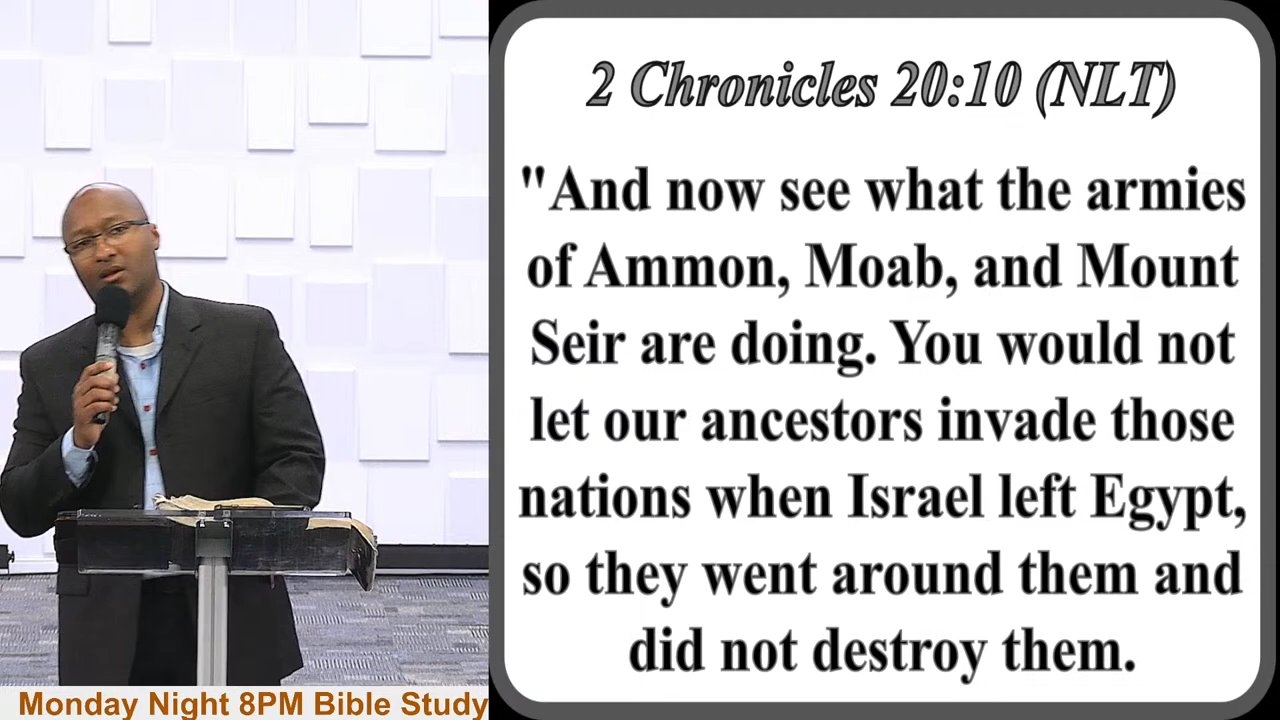 2 Chronicles 20:10 (NLT)
"And now see what the armies
of Ammon, Moab, and Mount
Seir are doing. You would not
let our ancestors invade those
nations when Israel left Egypt,
so they went around them and
did not destroy them.
Monday Night 8PM Bible Study